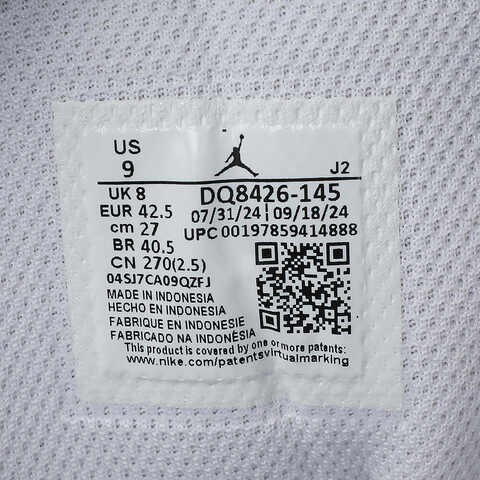 US
9
J2
UK 8
DQ8426-145
EUR 42.5
07/31/24 | 09/18/24
cm 27
UPC 00197859414888
BR 40.5
CN 270(2.5)
04SJ7CA09QZFJ
MADE IN INDONESIA
HECHO EN INDONESIA
FABRIQUE EN INDONESIE
FABRICADO NA INDONÉSIA
This product is covered by one or more patents:
www.nike.com/patentsvirtualmarking